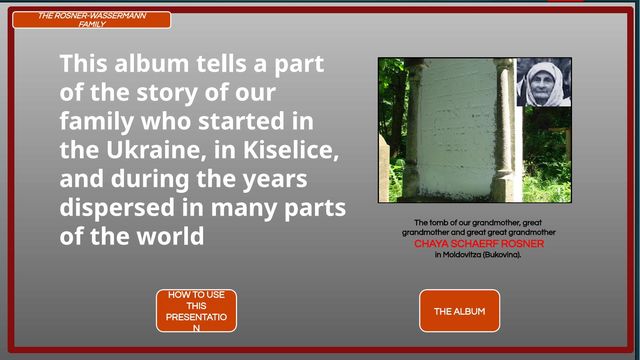 THE ROSNER-WASSERMANN
FAMILY
This album tells a part
of the story of our
family who started in
the Ukraine, in Kiselice,
and during the years
dispersed in many parts
of the world
The tomb of our grandmother, great
grandmother and great great grandmother
CHAYA SCHAERF ROSNER
in Moldovitza (Bukovina).
HOW TO USE
THIS
PRESENTATIO
N
THE ALBUM